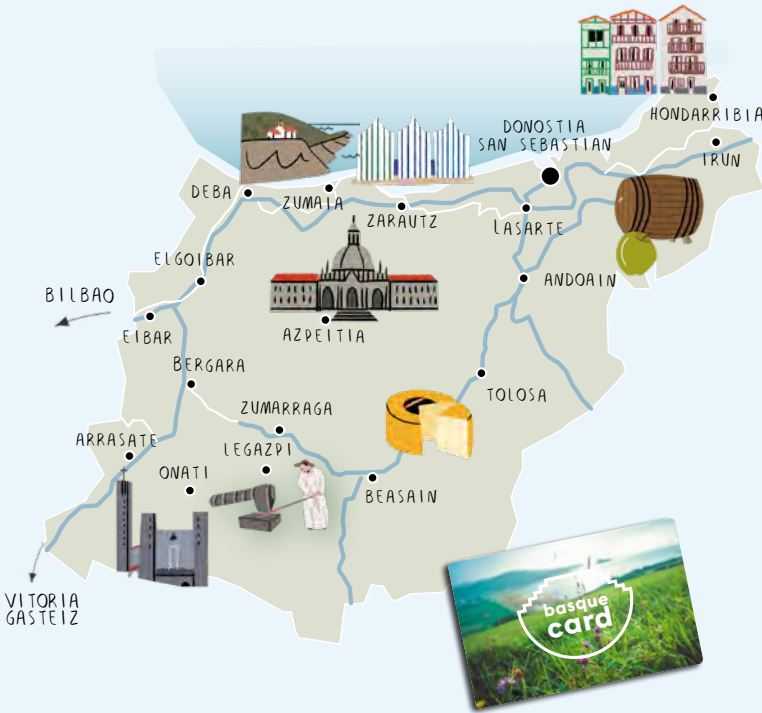 HONDARRIBIA
DONOSTIA
SAN SEBASTIAN
IRUN
DEBA
ZUMAIA
ZARAUTZ
LASARTE
ELGOIBAR
ANDOAIN
BILBAO
EIBAR
AZPEITIA
BERGARA
TOLOSA
ZUMARRAGA
ARRASATE
LEGAZPI
ONATI
BEASAIN
VITORIA
GASTEIZ
basque
card